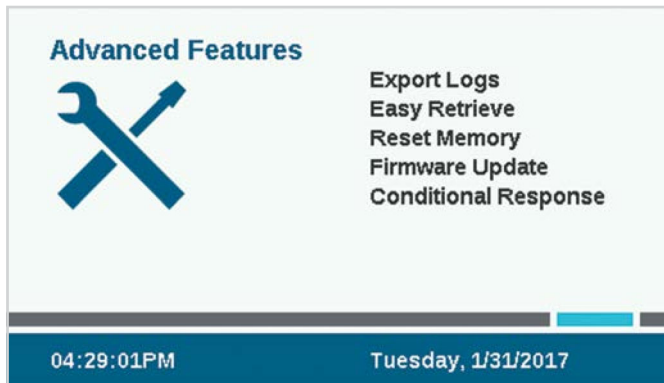 Advanced Features
Export Logs
Easy Retrieve
Reset Memory
Firmware Update
Conditional Response
04:29:01PM
Tuesday, 1/31/2017